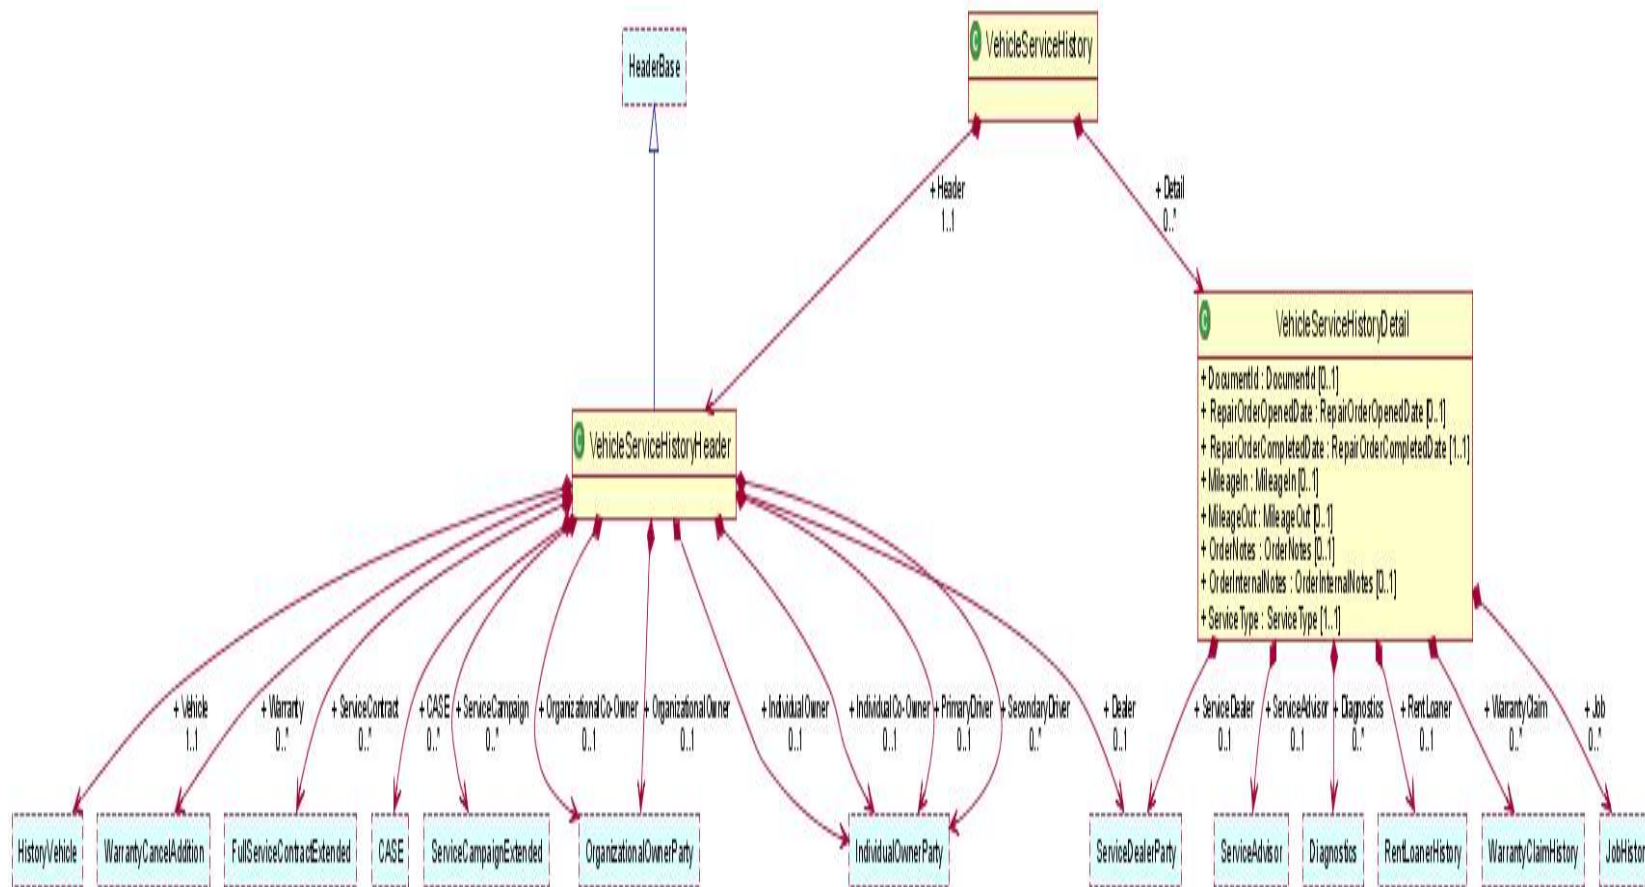 VehicleServiceHistory
HeaderBase
+ Header
1..1
+ Detail
0..*
VehicleServiceHistoryDetail
+ DocumentId : DocumentId [0..1]
+ RepairOrderOpenedDate : RepairOrderOpenedDate [0..1]
+ RepairOrderCompletedDate : RepairOrderCompletedDate [1..1]
+ MileageIn : MileageIn [0..1]
+ MileageOut : MileageOut [0..1]
+ OrderNotes : OrderNotes [0..1]
+ OrderInternalNotes : OrderInternalNotes [0..1]
+ ServiceType : ServiceType [1..1]
VehicleServiceHistoryHeader
+ Vehicle
1..1
+ Warranty
0..*
+ ServiceContract
0..*
+ CASE
0..*
+ ServiceCampaign
0..*
+ OrganizationalCo-Owner
0..1
+ OrganizationalOwner
0..1
+ IndividualOwner
0..1
+ IndividualCo-Owner
0..1
+ PrimaryDriver
0..1
+ SecondaryDriver
0..*
+ Dealer
0..1
+ ServiceDealer
0..1
+ ServiceAdvisor
0..1
+ Diagnostics
0..*
+ RentLoaner
0..1
+ WarrantyClaim
0..*
+ Job
0..*
HistoryVehicle
WarrantyCancelAddition
FullServiceContractExtended
CASE
ServiceCampaignExtended
OrganizationalOwnerParty
IndividualOwnerParty
ServiceDealerParty
ServiceAdvisor
Diagnostics
RentLoanerHistory
WarrantyClaimHistory